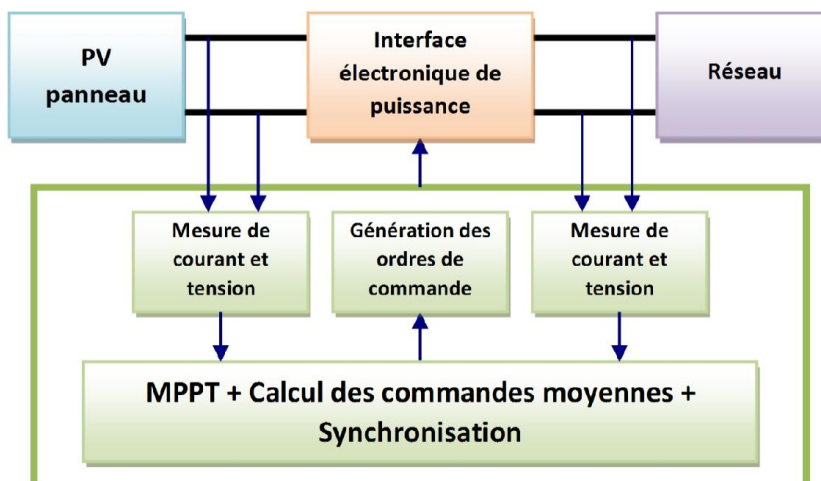 PV
panneau
Interface
électronique de
puissance
Réseau
Mesure de
courant et
tension
Génération des
ordres de
commande
Mesure de
courant et
tension
MPPT + Calcul des commandes moyennes +
Synchronisation